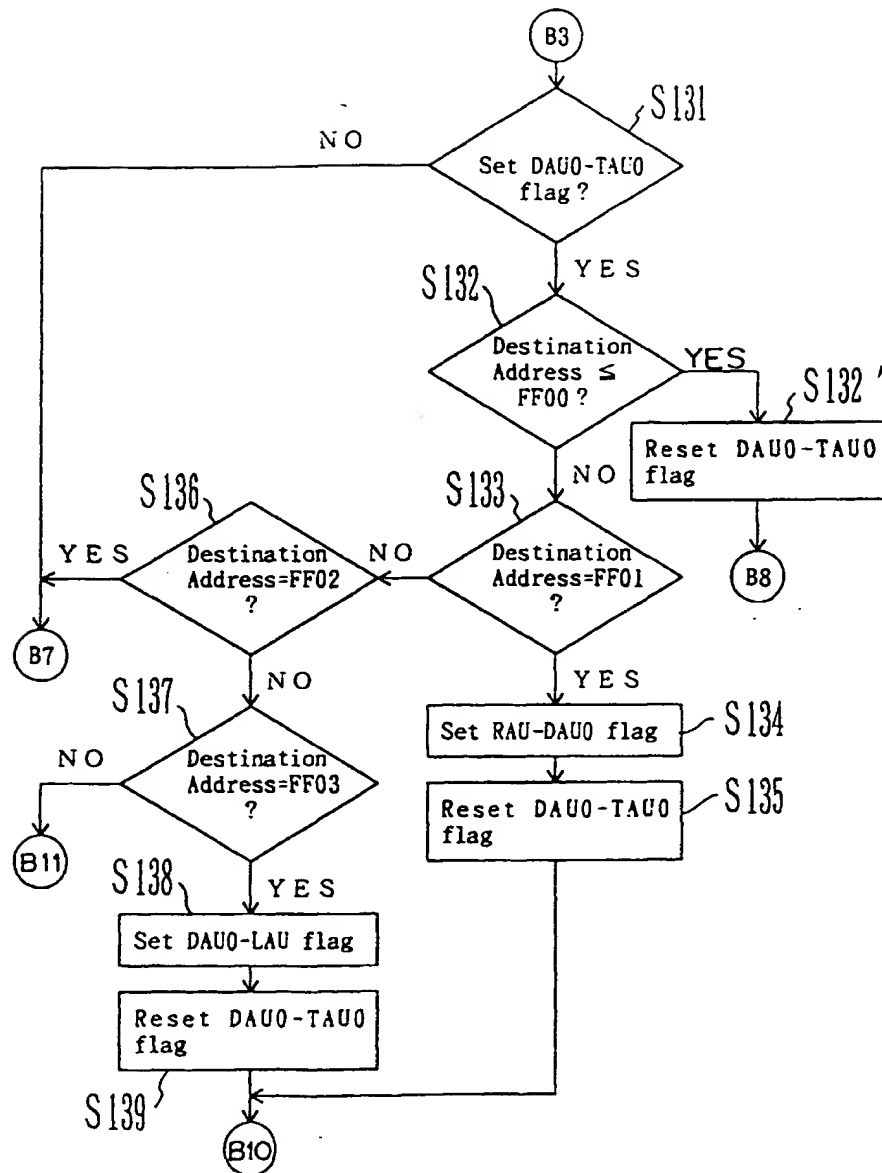 B3
S131
NO
Set DAU0-TAU0
flag?
YES
S132
Destination
Address ≦
FF00?
YES
S132'
Reset DAU0-TAU0
flag
B8
NO
S133
Destination
Address=FF01
?
NO
S136
Destination
Address=FF02
?
YES
B7
NO
S137
Destination
Address=FF03
?
NO
B11
YES
Set RAU-DAU0 flag
S134
Reset DAU0-TAU0
flag
S135
YES
S138
Set DAU0-LAU flag
Reset DAU0-TAU0
flag
S139
B10